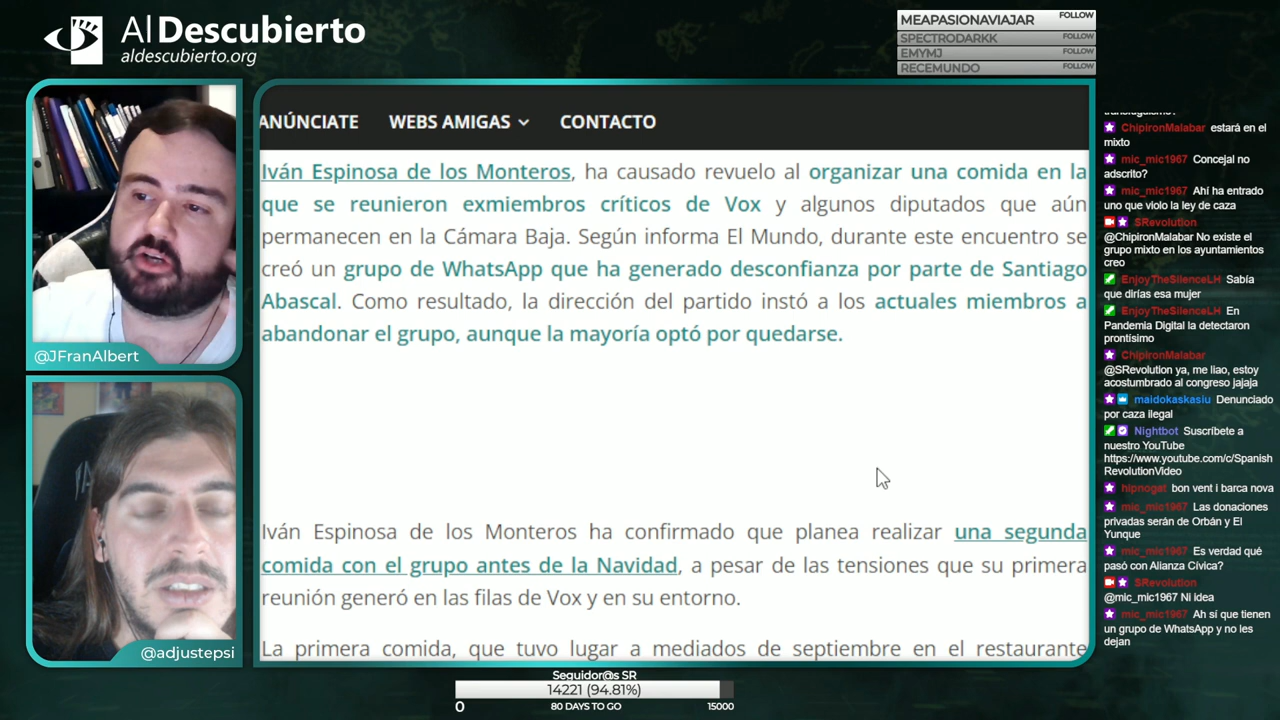 Al Descubierto
aldescubierto.org
MEAPASIONAVIAJAR FOLLOW
SPECTRODARKK FOLLOW
EMYMJ FOLLOW
RECEMUNDO FOLLOW
ANÚNCIATE WEBS AMIGAS CONTACTO
Iván Espinosa de los Monteros, ha causado revuelo al organizar una comida en la
que se reunieron exmiembros críticos de Vox y algunos diputados que aún
permanecen en la Cámara Baja. Según informa El Mundo, durante este encuentro se
creó un grupo de WhatsApp que ha generado desconfianza por parte de Santiago
Abascal. Como resultado, la dirección del partido instó a los actuales miembros a
abandonar el grupo, aunque la mayoría optó por quedarse.
Iván Espinosa de los Monteros ha confirmado que planea realizar una segunda
comida con el grupo antes de la Navidad, a pesar de las tensiones que su primera
reunión generó en las filas de Vox y en su entorno.
La primera comida, que tuvo lugar a mediados de septiembre en el restaurante
@JFranAlbert
@adjustepsi
ChipironMalabar estará en el
mixto
mic_mic1967 Concejal no
adscrito?
mic_mic1967 Ahí ha entrado
uno que violo la ley de caza
SRevolution
@ChipironMalabar No existe el
grupo mixto en los ayuntamientos
creo
EnjoyTheSilenceLH Sabía
que dirías esa mujer
EnjoyTheSilenceLH En
Pandemia Digital la detectaron
prontísimo
ChipironMalabar
@SRevolution ya, me liao, estoy
acostumbrado al congreso jajaja
maidokaskasiu Denunciado
por caza ilegal
Nightbot Suscríbete a
nuestro YouTube
https://www.youtube.com/c/Spanish
RevolutionVideo
hipnogat bon vent i barca nova
mic_mic1967 Las donaciones
privadas serán de Orbán y El
Yunque
mic_mic1967 Es verdad qué
pasó con Alianza Cívica?
SRevolution
@mic_mic1967 Ni idea
mic_mic1967 Ah sí que tienen
un grupo de WhatsApp y no les
dejan
Seguidor@s SR
14221 (94.81%)
0 80 DAYS TO GO 15000